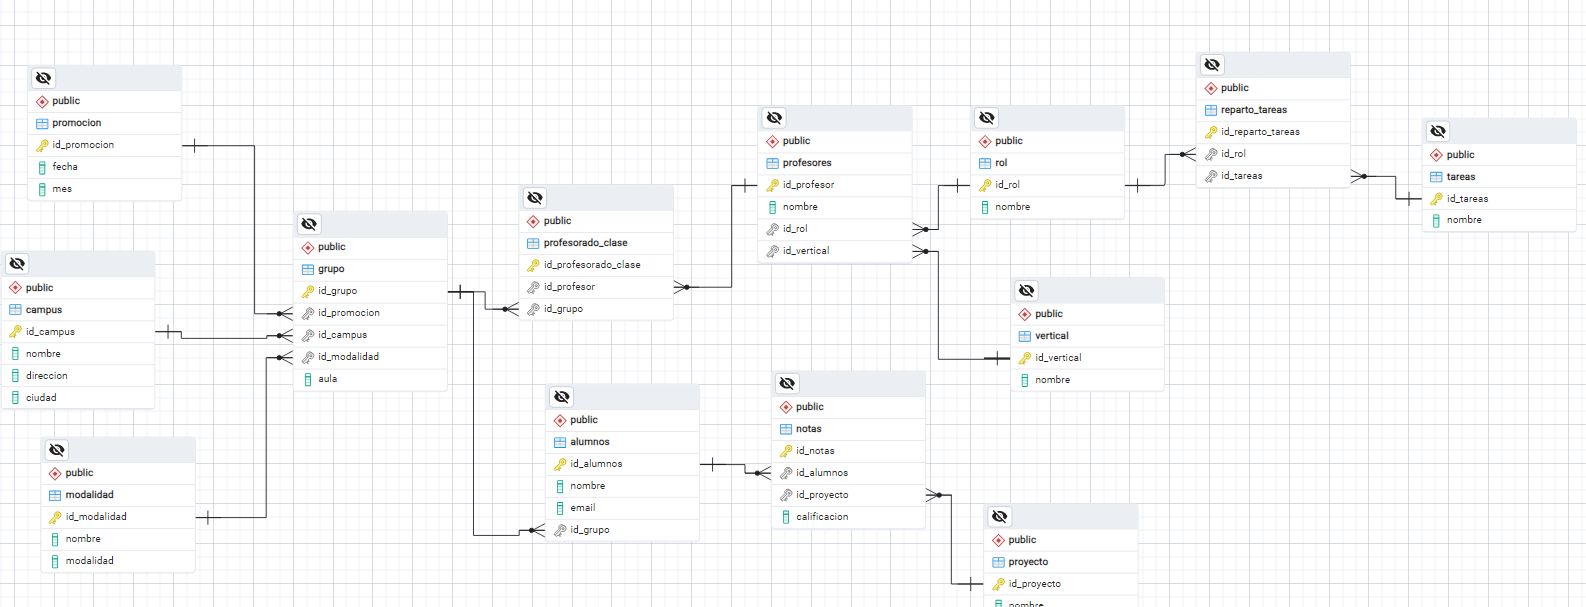 public
promocion
id_promocion
fecha
mes
public
campus
id_campus
nombre
direccion
ciudad
public
modalidad
id_modalidad
nombre
modalidad
public
grupo
id_grupo
id_promocion
id_campus
id_modalidad
aula
public
profesorado_clase
id_profesorado_clase
id_profesor
id_grupo
public
alumnos
id_alumnos
nombre
email
id_grupo
public
profesores
id_profesor
nombre
id_rol
id_vertical
public
notas
id_notas
id_alumnos
id_proyecto
calificacion
public
rol
id_rol
nombre
public
vertical
id_vertical
nombre
public
proyecto
id_proyecto
nombre
public
reparto_tareas
id_reparto_tareas
id_rol
id_tareas
public
tareas
id_tareas
nombre